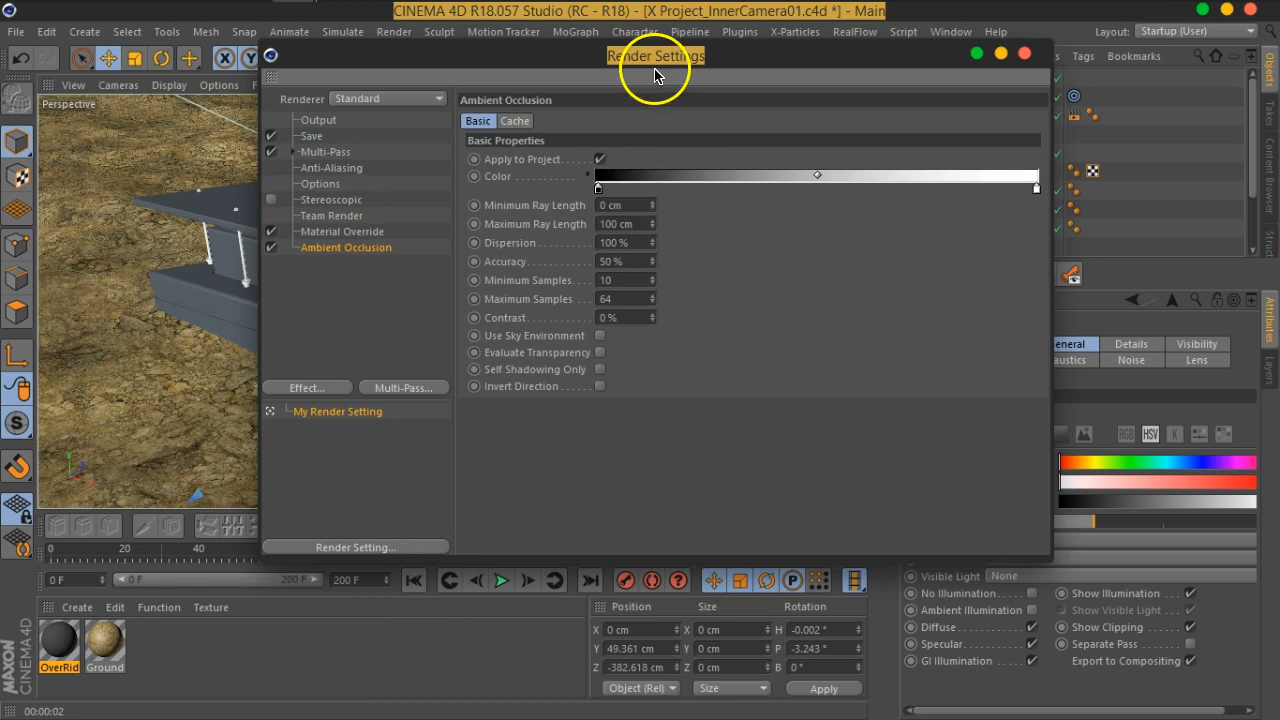 CINEMA 4D R18.057 Studio (RC - R18) - [X Project_InnerCamera01.c4d *] - Main
File Edit Create Select Tools Mesh Snap Animate Simulate Render Sculpt Motion Tracker MoGraph Character Pipeline Plugins X-Particles RealFlow Script Window Help Layout: Startup (User)
Render Settings
X Y
Tags Bookmarks
View Cameras Display Options
Perspective
Renderer Standard
Output
Save
Multi-Pass
Anti-Aliasing
Options
Stereoscopic
Team Render
Material Override
Ambient Occlusion
Effect... Multi-Pass...
My Render Setting
Render Setting...
Ambient Occlusion
Basic Cache
Basic Properties
Apply to Project
Color
Minimum Ray Length 0 cm
Maximum Ray Length 100 cm
Dispersion 100 %
Accuracy 50 %
Minimum Samples 10
Maximum Samples 64
Contrast 0 %
Use Sky Environment
Evaluate Transparency
Self Shadowing Only
Invert Direction
Objects
Takes
Content Browser
Attributes
Layers
Details Visibility
Noise Lens
RGB HSV K
0 20 40
0 F 0 F 200 F 200 F
P
Create Edit Function Texture
OverRid Ground
MAXON CINEMA 4D
Position Size Rotation
X 0 cm X 0 cm H -0.002 °
Y 49.361 cm Y 0 cm P -3.243 °
Z -382.618 cm Z 0 cm B 0 °
Object (Rel) Size Apply
Visible Light None
No Illumination Show Illumination
Ambient Illumination Show Visible Light
Diffuse Show Clipping
Specular Separate Pass
GI Illumination Export to Compositing
00:00:02